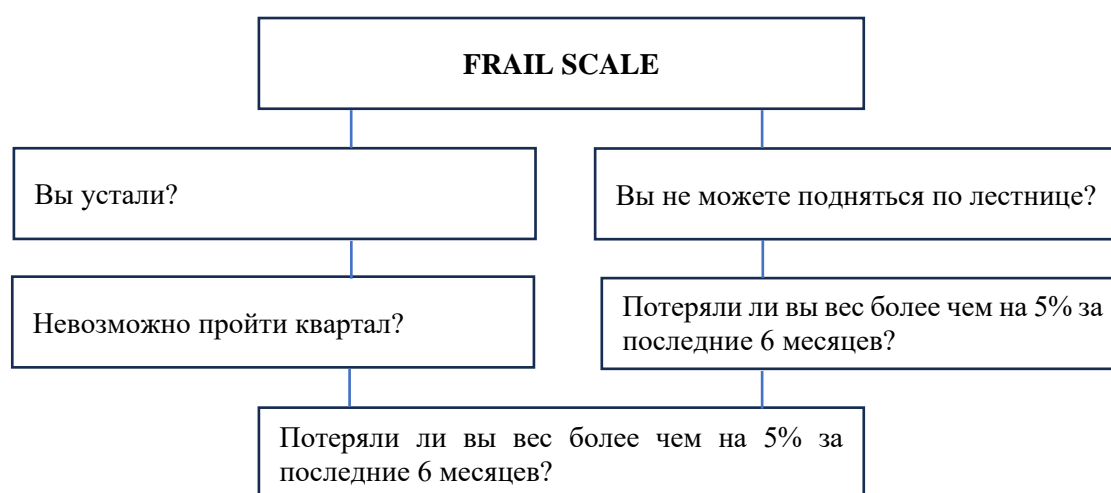 FRAIL SCALE
Вы устали?
Вы не можете подняться по лестнице?
Невозможно пройти квартал?
Потеряли ли вы вес более чем на 5% за
последние 6 месяцев?
Потеряли ли вы вес более чем на 5% за
последние 6 месяцев?